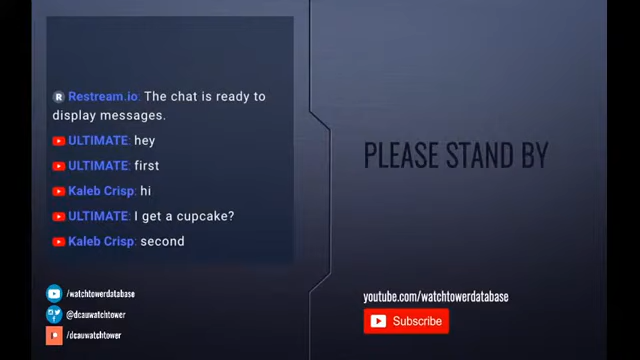 Restream.io: The chat is ready to
display messages.
ULTIMATE: hey
ULTIMATE: first
Kaleb Crisp: hi
ULTIMATE: I get a cupcake?
Kaleb Crisp: second
PLEASE STAND BY
/watchtowerdatabase
@dcauwatchtower
/dcauwatchtower
youtube.com/watchtowerdatabase
Subscribe